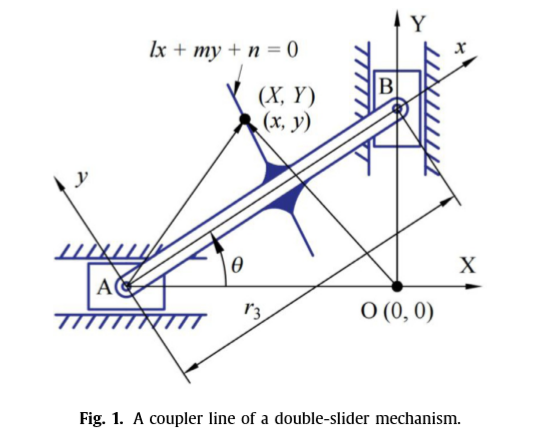 Y
lx + my + n = 0
x
(X, Y)
B
(x, y)
y
θ
X
A
r₃
O (0, 0)
Fig. 1. A coupler line of a double-slider mechanism.